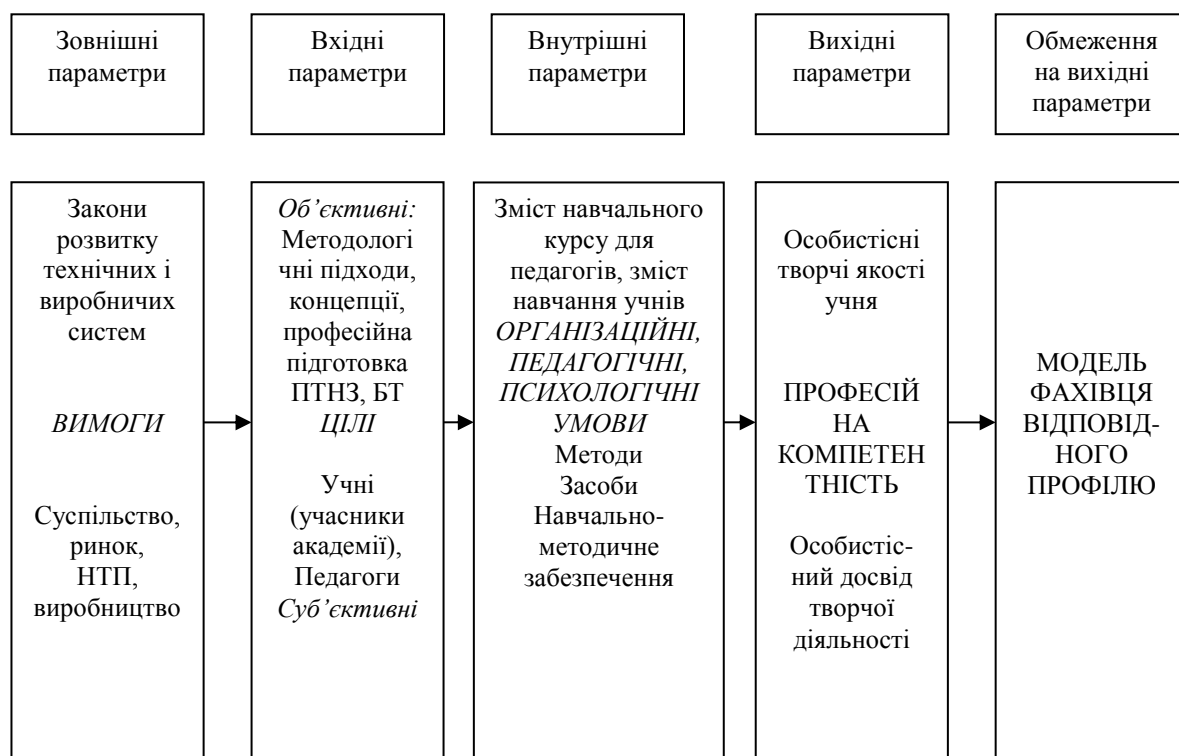 Зовнішні
параметри
Вхідні
параметри
Внутрішні
параметри
Вихідні
параметри
Обмеження
на вихідні
параметри
Закони
розвитку
технічних і
виробничих
систем
ВИМОГИ
Суспільство,
ринок,
НТП,
виробництво
Об’єктивні:
Методологі
чні підходи,
концепції,
професійна
підготовка
ПТНЗ, БТ
ЦІЛІ
Учні
(учасники
академії),
Педагоги
Суб’єктивні
Зміст навчального
курсу для
педагогів, зміст
навчання учнів
ОРГАНІЗАЦІЙНІ,
ПЕДАГОГІЧНІ,
ПСИХОЛОГІЧНІ
УМОВИ
Методи
Засоби
Навчально-
методичне
забезпечення
Особистісні
творчі якості
учня
ПРОФЕСІЙ
НА
КОМПЕТЕН
ТНІСТЬ
Особистіс-
ний досвід
творчої
діяльності
МОДЕЛЬ
ФАХІВЦЯ
ВІДПОВІД-
НОГО
ПРОФІЛЮ